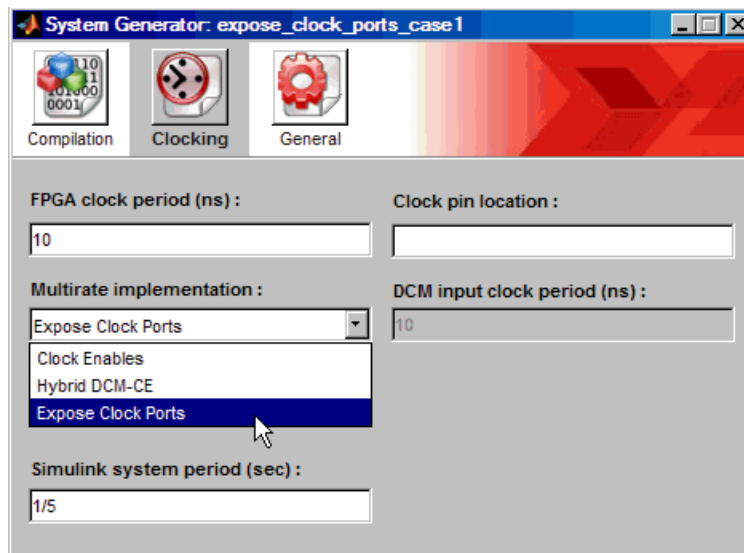 System Generator: expose_clock_ports_case1
Compilation
Clocking
General
FPGA clock period (ns) :
Clock pin location :
10
Multirate implementation :
DCM input clock period (ns) :
Expose Clock Ports
10
Clock Enables
Hybrid DCM-CE
Expose Clock Ports
Simulink system period (sec) :
1/5